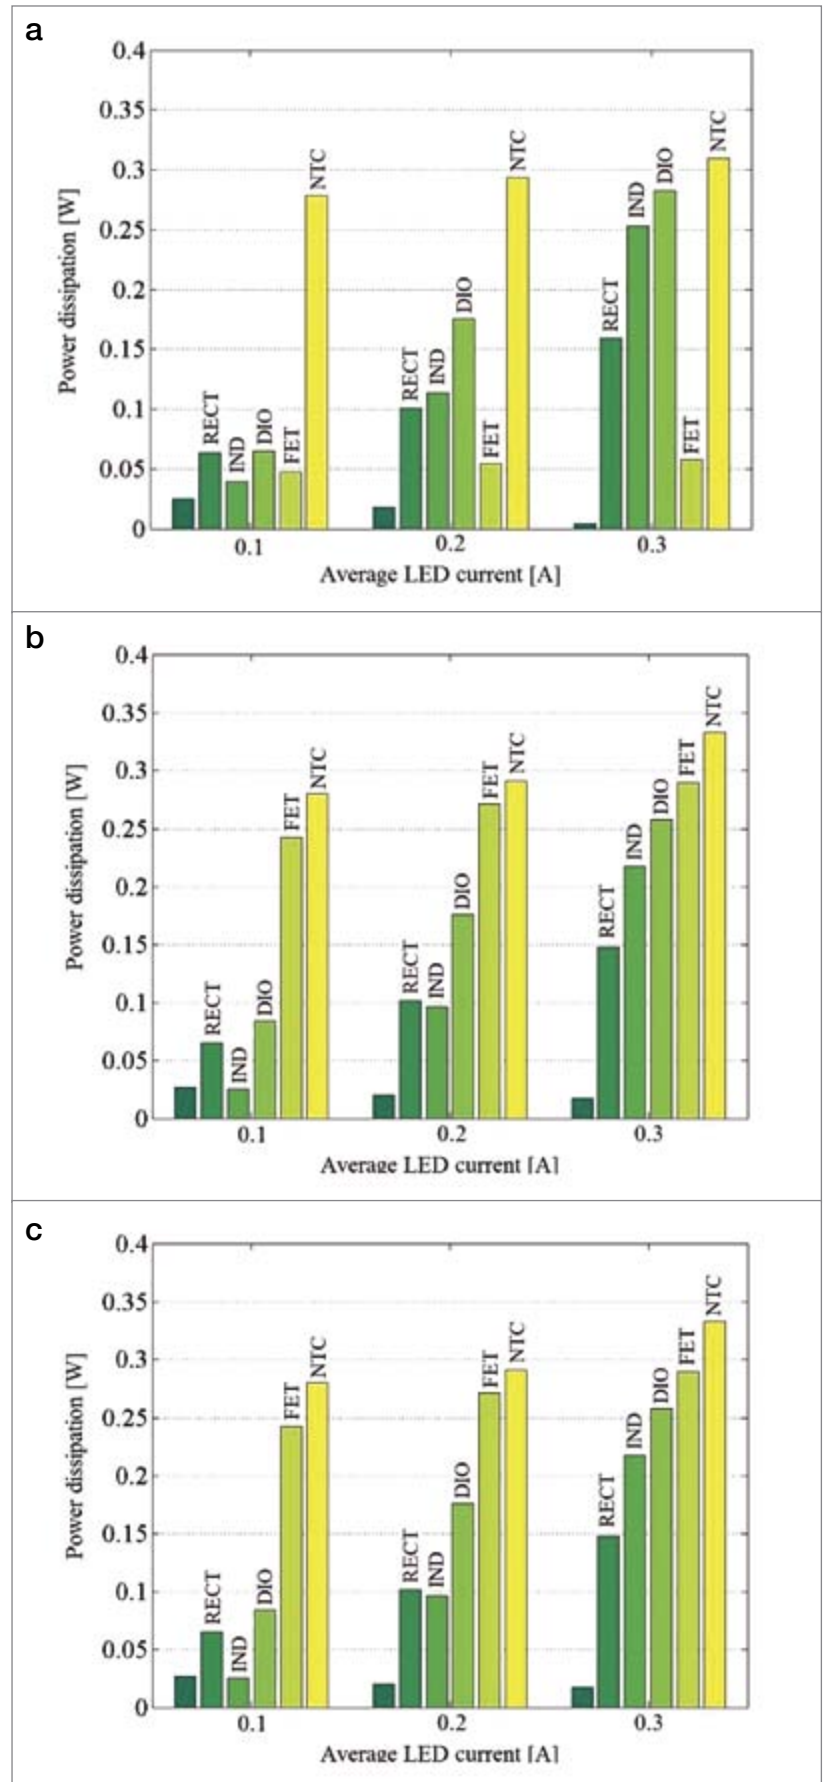 a
0.4
0.35
0.3
0.25
0.2
0.15
0.1
0.05
0
Power dissipation [W]
RECT
IND
DIO
FET
NTC
RECT
IND
DIO
FET
NTC
RECT
IND
DIO
FET
NTC
0.1 0.2 0.3
Average LED current [A]
b
0.4
0.35
0.3
0.25
0.2
0.15
0.1
0.05
0
Power dissipation [W]
RECT
IND
DIO
FET
NTC
RECT
IND
DIO
FET
NTC
RECT
IND
DIO
FET
NTC
0.1 0.2 0.3
Average LED current [A]
c
0.4
0.35
0.3
0.25
0.2
0.15
0.1
0.05
0
Power dissipation [W]
RECT
IND
DIO
FET
NTC
RECT
IND
DIO
FET
NTC
RECT
IND
DIO
FET
NTC
0.1 0.2 0.3
Average LED current [A]